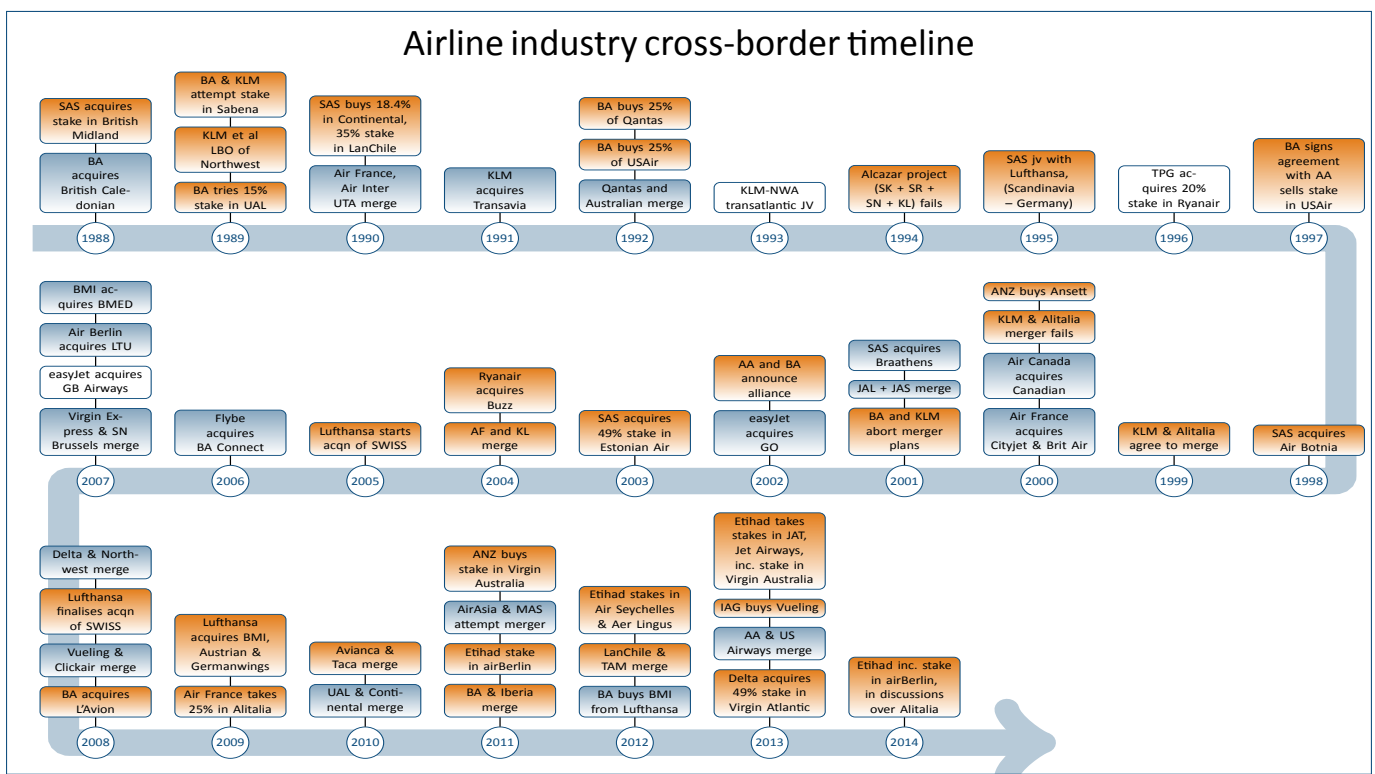 Airline industry cross-border timeline
SAS acquires
stake in British
Midland
BA
acquires
British Cale-
donian
1988
BA & KLM
attempt stake
in Sabena
KLM et al
LBO of
Northwest
BA tries 15%
stake in UAL
1989
SAS buys 18.4%
in Continental,
35% stake
in LanChile
Air France,
Air Inter
UTA merge
1990
KLM
acquires
Transavia
1991
BA buys 25%
of Qantas
BA buys 25%
of USAir
Qantas and
Australian merge
1992
KLM-NWA
transatlantic JV
1993
Alcazar project
(SK + SR +
SN + KL) fails
1994
SAS jv with
Lufthansa,
(Scandinavia
– Germany)
1995
TPG ac-
quires 20%
stake in Ryanair
1996
BA signs
agreement
with AA
sells stake
in USAir
1997
BMI ac-
quires BMED
Air Berlin
acquires LTU
easyJet acquires
GB Airways
Virgin Ex-
press & SN
Brussels merge
2007
Flybe
acquires
BA Connect
2006
Lufthansa starts
acqn of SWISS
2005
Ryanair
acquires
Buzz
AF and KL
merge
2004
SAS acquires
49% stake in
Estonian Air
2003
AA and BA
announce
alliance
easyJet
acquires
GO
2002
SAS acquires
Braathens
JAL + JAS merge
BA and KLM
abort merger
plans
2001
ANZ buys Ansett
KLM & Alitalia
merger fails
Air Canada
acquires
Canadian
Air France
acquires
Cityjet & Brit Air
2000
KLM & Alitalia
agree to merge
1999
SAS acquires
Air Botnia
1998
Delta & North-
west merge
Lufthansa
finalises acqn
of SWISS
Vueling &
Clickair merge
BA acquires
L’Avion
2008
Lufthansa
acquires BMI,
Austrian &
Germanwings
Air France takes
25% in Alitalia
2009
Avianca &
Taca merge
UAL & Conti-
nental merge
2010
ANZ buys
stake in Virgin
Australia
AirAsia & MAS
attempt merger
Etihad stake
in airBerlin
BA & Iberia
merge
2011
Etihad stakes in
Air Seychelles
& Aer Lingus
LanChile &
TAM merge
BA buys BMI
from Lufthansa
2012
Etihad takes
stakes in JAT,
Jet Airways,
inc. stake in
Virgin Australia
IAG buys Vueling
AA & US
Airways merge
Delta acquires
49% stake in
Virgin Atlantic
2013
Etihad inc. stake
in airBerlin,
in discussions
over Alitalia
2014